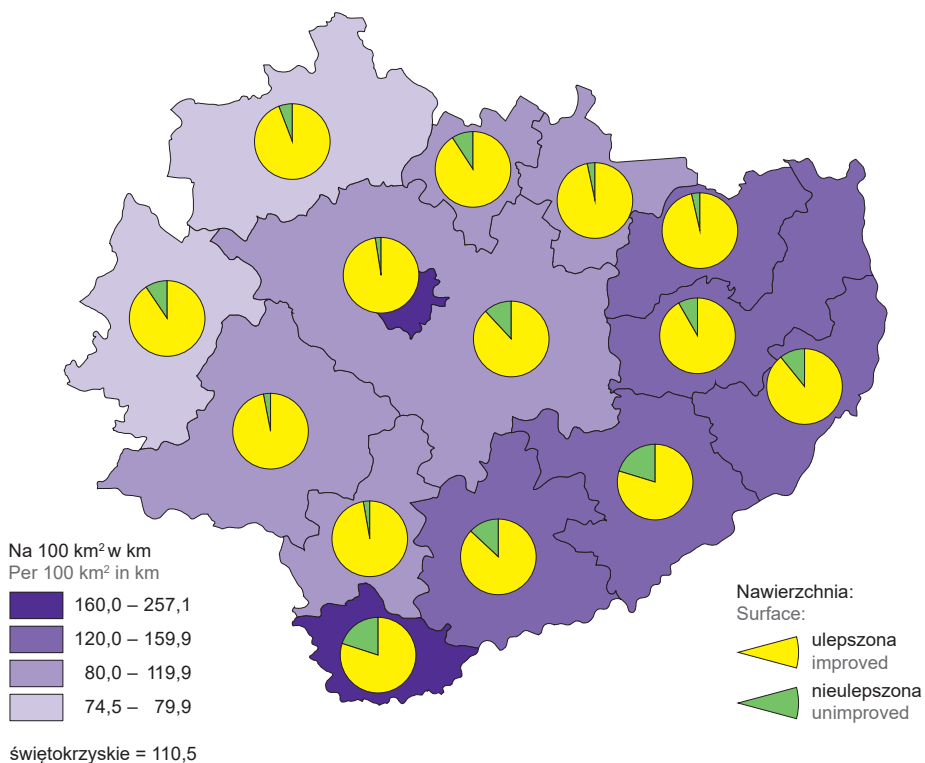 Na 100 km² w km
Per 100 km² in km
160,0 – 257,1
120,0 – 159,9
80,0 – 119,9
74,5 – 79,9
świętokrzyskie = 110,5
Nawierzchnia:
Surface:
ulepszona
improved
nieulepszona
unimproved